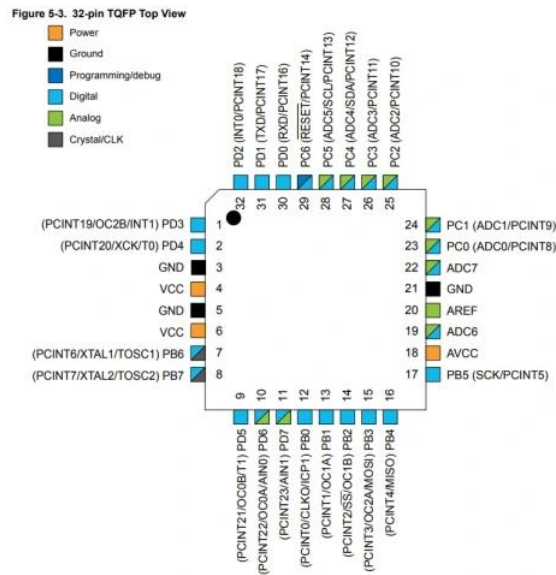 Figure 5-3. 32-pin TQFP Top View
Power
Ground
Programming/debug
Digital
Analog
Crystal/CLK
PD2 (INT0/PCINT18)
PD1 (TXD/PCINT17)
PD0 (RXD/PCINT16)
PC6 (RESET/PCINT14)
PC5 (ADC5/SCL/PCINT13)
PC4 (ADC4/SDA/PCINT12)
PC3 (ADC3/PCINT11)
PC2 (ADC2/PCINT10)
32 31 30 29 28 27 26 25
(PCINT19/OC2B/INT1) PD3 1
(PCINT20/XCK/T0) PD4 2
GND 3
VCC 4
GND 5
VCC 6
(PCINT6/XTAL1/TOSC1) PB6 7
(PCINT7/XTAL2/TOSC2) PB7 8
24 PC1 (ADC1/PCINT9)
23 PC0 (ADC0/PCINT8)
22 ADC7
21 GND
20 AREF
19 ADC6
18 AVCC
17 PB5 (SCK/PCINT5)
9 10 11 12 13 14 15 16
(PCINT21/OC0B/T1) PD5
(PCINT22/OC0A/AIN0) PD6
(PCINT23/AIN1) PD7
(PCINT0/CLKO/ICP1) PB0
(PCINT1/OC1A) PB1
(PCINT2/SS/OC1B) PB2
(PCINT3/OC2A/MOSI) PB3
(PCINT4/MISO) PB4